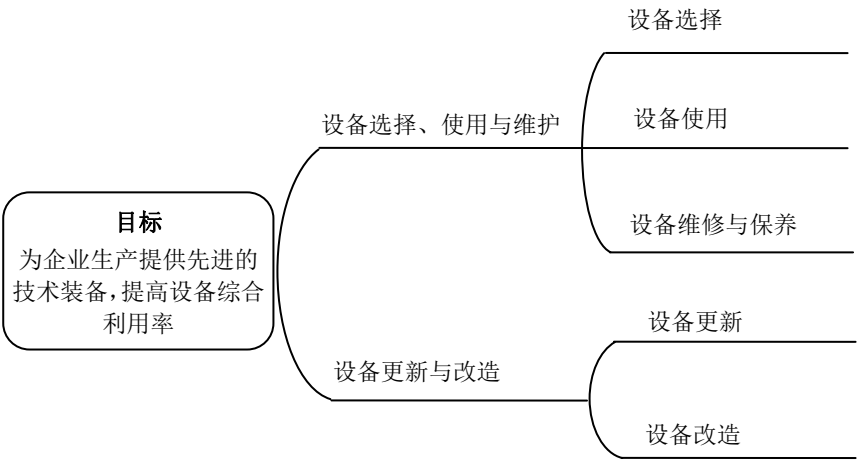 目标
为企业生产提供先进的
技术装备，提高设备综合
利用率
设备选择、使用与维护
设备选择
设备使用
设备维修与保养
设备更新与改造
设备更新
设备改造